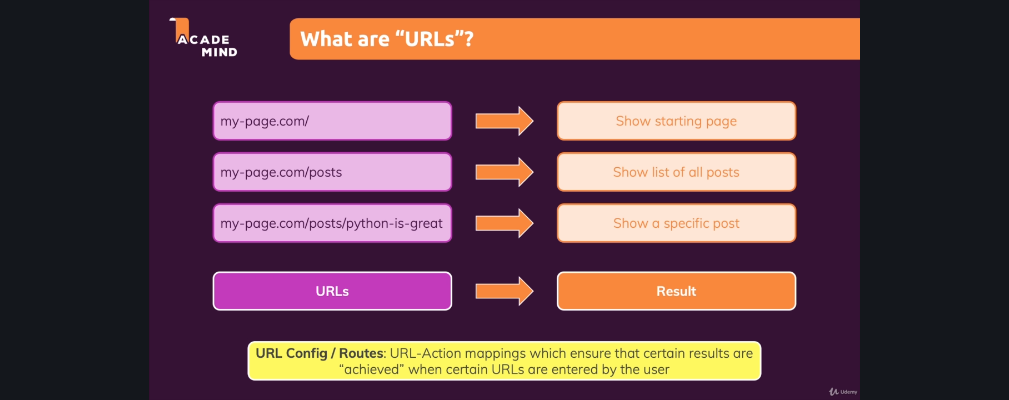 ACADE
MIND
What are “URLs”?
my-page.com/
Show starting page
my-page.com/posts
Show list of all posts
my-page.com/posts/python-is-great
Show a specific post
URLs
Result
URL Config / Routes: URL-Action mappings which ensure that certain results are
“achieved” when certain URLs are entered by the user
Udemy